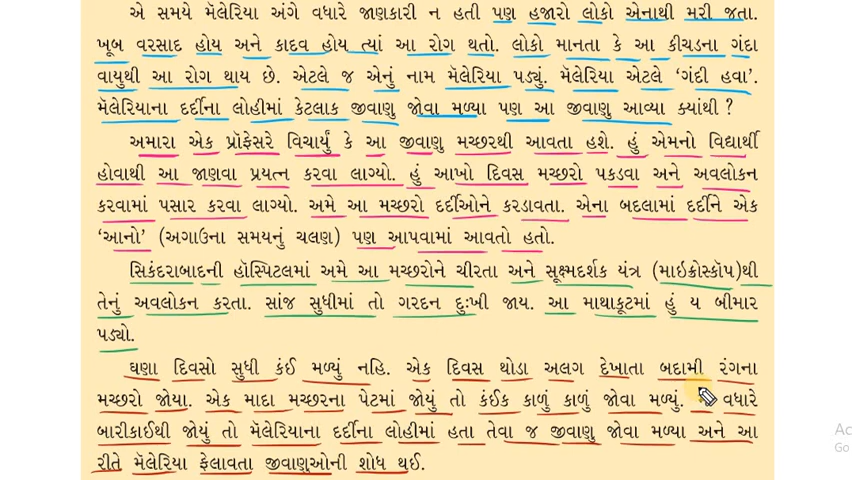 એ સમયે મૅલેરિયા અંગે વધારે જાણકારી ન હતી પણ હજારો લોકો એનાથી મરી જતા.
ખૂબ વરસાદ હોય અને કાદવ હોય ત્યાં આ રોગ થતો. લોકો માનતા કે આ કીચડના ગંદા
વાયુથી આ રોગ થાય છે. એટલે જ એનું નામ મૅલેરિયા પડ્યું. મૅલેરિયા એટલે ‘ગંદી હવા’.
મૅલેરિયાના દર્દીના લોહીમાં કેટલાક જીવાણુ જોવા મળ્યા પણ આ જીવાણુ આવ્યા ક્યાંથી ?
અમારા એક પ્રૉફેસરે વિચાર્યું કે આ જીવાણુ મચ્છરથી આવતા હશે. હું એમનો વિદ્યાર્થી
હોવાથી આ જાણવા પ્રયત્ન કરવા લાગ્યો. હું આખો દિવસ મચ્છરો પકડવા અને અવલોકન
કરવામાં પસાર કરવા લાગ્યો. અમે આ મચ્છરો દર્દીઓને કરડાવતા. એના બદલામાં દર્દીને એક
‘આનો’ (અગાઉના સમયનું ચલણ) પણ આપવામાં આવતો હતો.
સિકંદરાબાદની હૉસ્પિટલમાં અમે આ મચ્છરોને ચીરતા અને સૂક્ષ્મદર્શક યંત્ર (માઇક્રોસ્કૉપ)થી
તેનું અવલોકન કરતા. સાંજ સુધીમાં તો ગરદન દુઃખી જાય. આ માથાકૂટમાં હું ય બીમાર
પડ્યો.
ઘણા દિવસો સુધી કંઈ મળ્યું નહિ. એક દિવસ થોડા અલગ દેખાતા બદામી રંગના
મચ્છરો જોયા. એક માદા મચ્છરના પેટમાં જોયું તો કંઈક કાળું કાળું જોવા મળ્યું. વધારે
બારીકાઈથી જોયું તો મૅલેરિયાના દર્દીના લોહીમાં હતા તેવા જ જીવાણુ જોવા મળ્યા અને આ
રીતે મૅલેરિયા ફેલાવતા જીવાણુઓની શોધ થઈ.